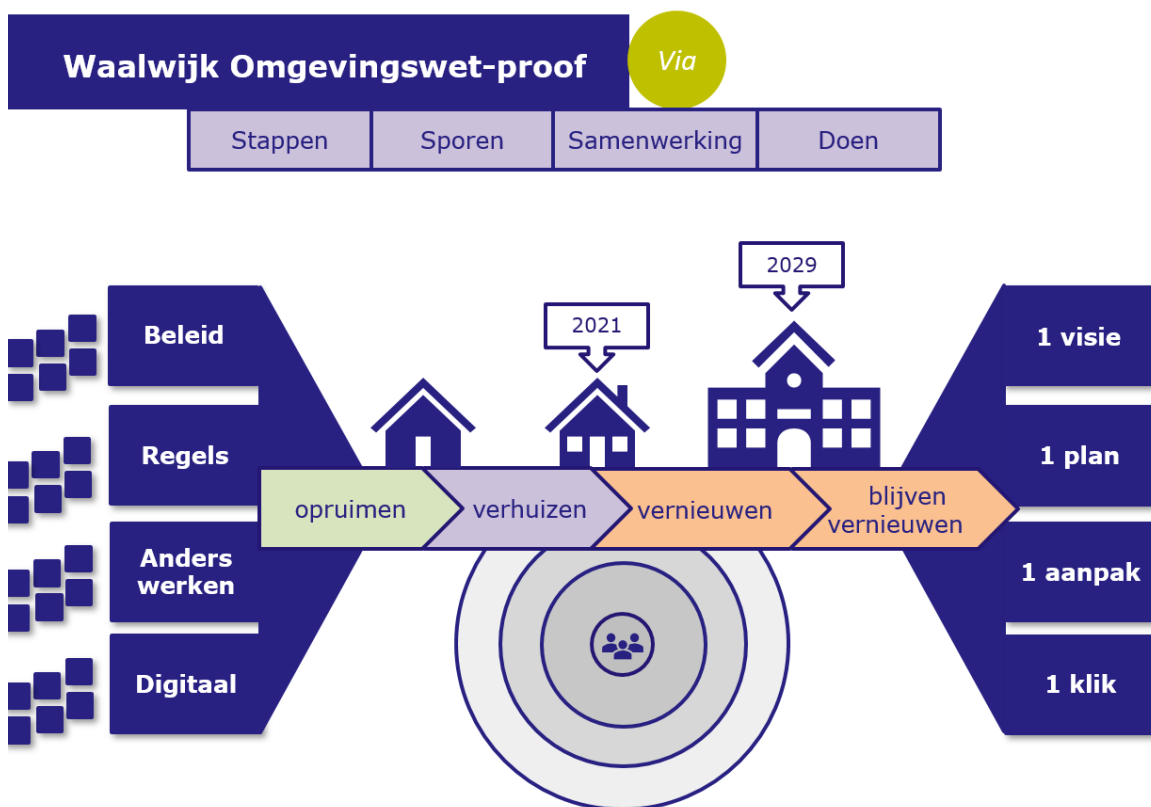 Waalwijk Omgevingswet-proof
Via
Stappen
Sporen
Samenwerking
Doen
2029
2021
Beleid
1 visie
Regels
1 plan
opruimen
verhuizen
vernieuwen
blijven
vernieuwen
Anders
werken
1 aanpak
Digitaal
1 klik